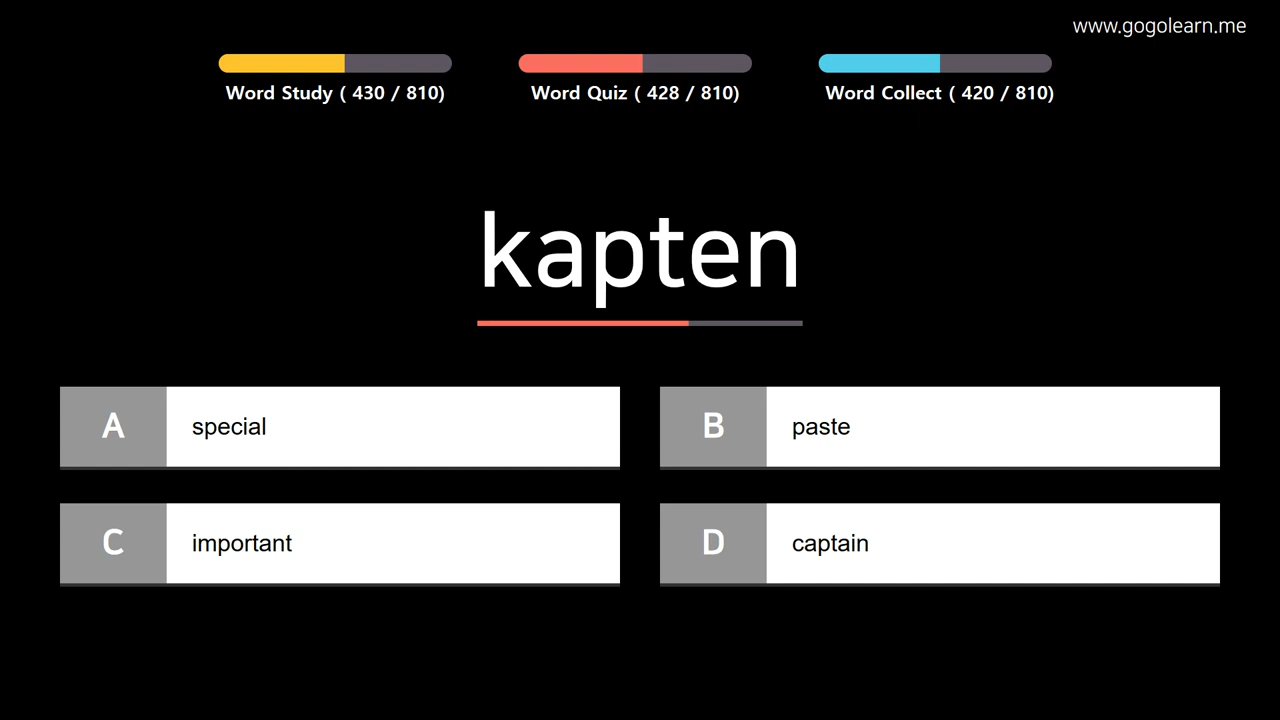 www.gogolearn.me
Word Study ( 430 / 810)
Word Quiz ( 428 / 810)
Word Collect ( 420 / 810)
kapten
A special
B paste
C important
D captain